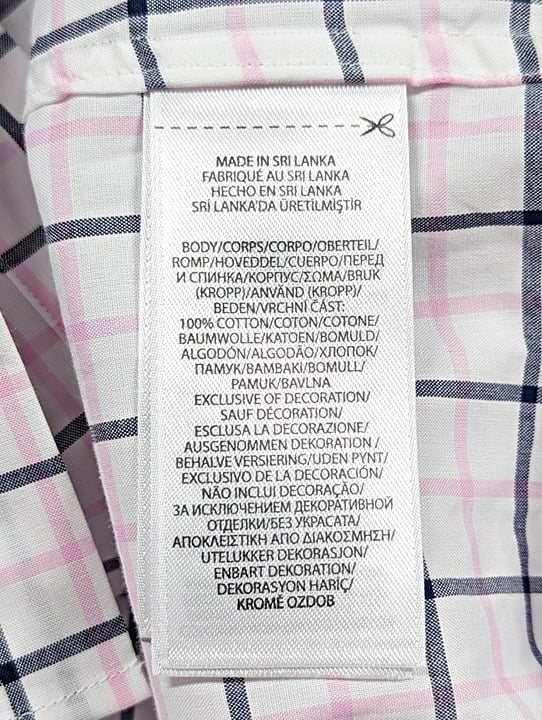 MADE IN SRI LANKA
FABRIQUÉ AU SRI LANKA
HECHO EN SRI LANKA
SRİ LANKA'DA ÜRETİLMİŞTİR
BODY/CORPS/CORPO/OBERTEIL/
ROMP/HOVEDDEL/CUERPO/ПЕРЕД
И СПИНКА/КОРПУС/ΣΩΜΑ/BRUK
(KROPP)/ANVÄND (KROPP)/
BEDEN/VRCHNÍ ČÁST:
100% COTTON/COTON/COTONE/
BAUMWOLLE/KATOEN/BOMULD/
ALGODÓN/ALGODÃO/ХЛОПОК/
ПАМУК/ΒΑΜΒΑΚΙ/BOMULL/
PAMUK/BAVLNA
EXCLUSIVE OF DECORATION/
SAUF DÉCORATION/
ESCLUSA LA DECORAZIONE/
AUSGENOMMEN DEKORATION /
BEHALVE VERSIERING/UDEN PYNT/
EXCLUSIVO DE LA DECORACIÓN/
NÃO INCLUI DECORAÇÃO/
ЗА ИСКЛЮЧЕНИЕМ ДЕКОРАТИВНОЙ
ОТДЕЛКИ/БЕЗ УКРАСАТА/
ΑΠΟΚΛΕΙΣΤΙΚΗ ΑΠΟ ΔΙΑΚΟΣΜΗΣΗ/
UTELUKKER DEKORASJON/
ENBART DEKORATION/
DEKORASYON HARİÇ/
KROMĚ OZDOB